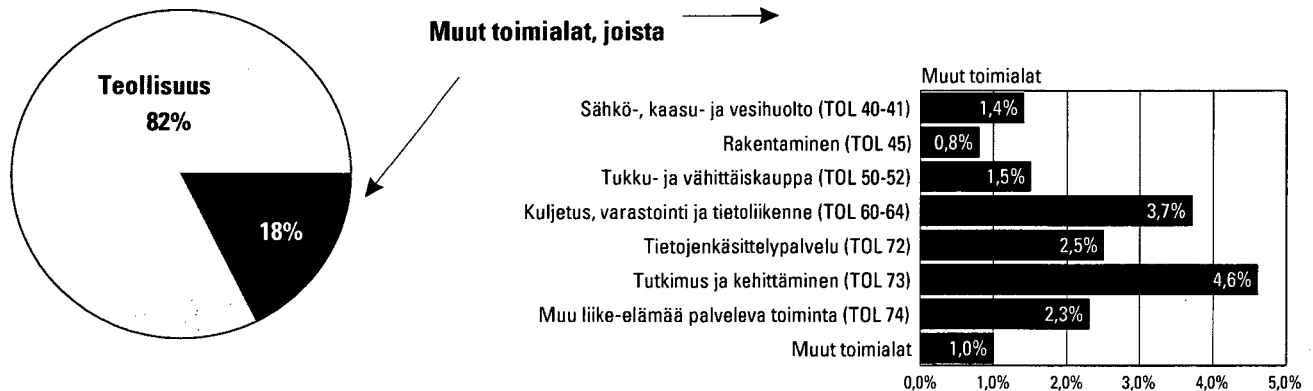 Muut toimialat, joista
Teollisuus
82%
18%
Muut toimialat
Sähkö-, kaasu- ja vesihuolto (TOL 40-41)
1,4%
Rakentaminen (TOL 45)
0,8%
Tukku- ja vähittäiskauppa (TOL 50-52)
1,5%
Kuljetus, varastointi ja tietoliikenne (TOL 60-64)
3,7%
Tietojenkäsittelypalvelu (TOL 72)
2,5%
Tutkimus ja kehittäminen (TOL 73)
4,6%
Muu liike-elämää palveleva toiminta (TOL 74)
2,3%
Muut toimialat
1,0%
0,0% 1,0% 2,0% 3,0% 4,0% 5,0%